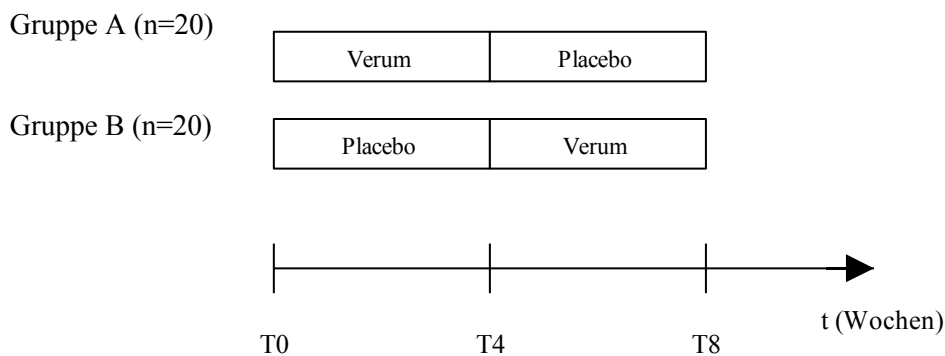 Gruppe A (n=20)
Verum Placebo
Gruppe B (n=20)
Placebo Verum
t (Wochen)
T0 T4 T8